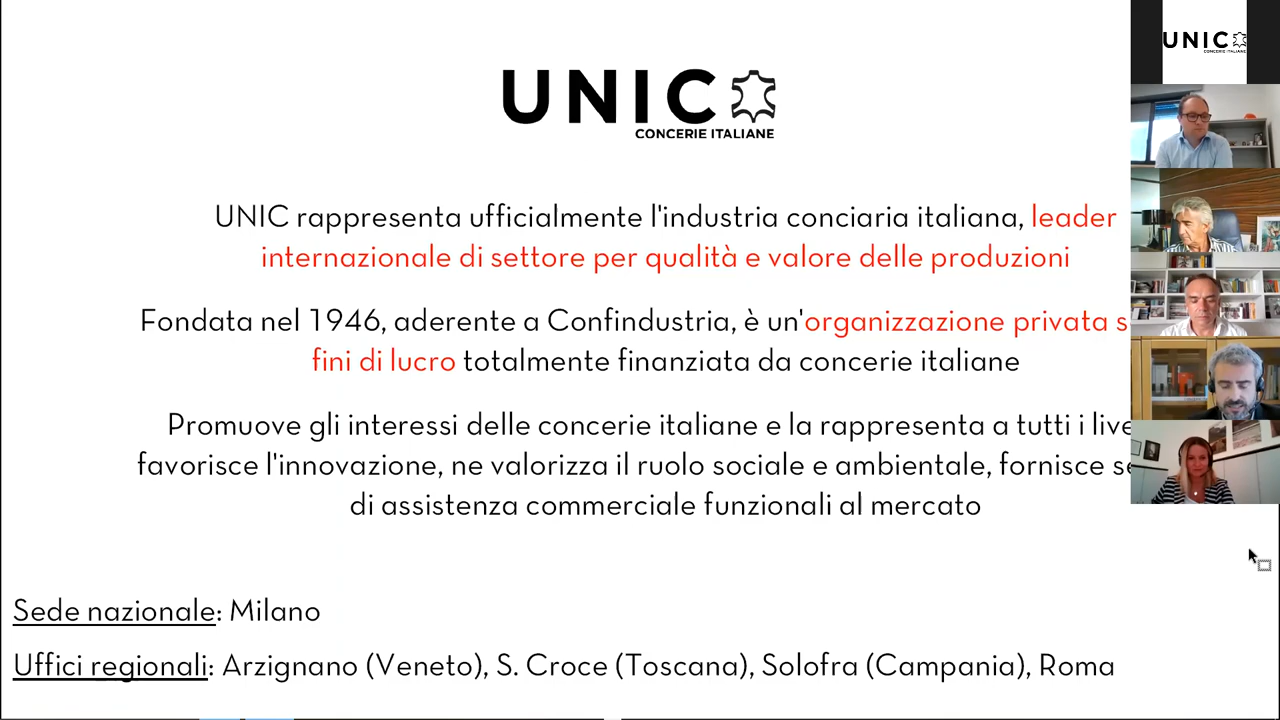 UNIC
CONCERIE ITALIANE
UNIC rappresenta ufficialmente l'industria conciaria italiana, leader
internazionale di settore per qualità e valore delle produzioni
Fondata nel 1946, aderente a Confindustria, è un'organizzazione privata
fini di lucro totalmente finanziata da concerie italiane
Promuove gli interessi delle concerie italiane e la rappresenta a tutti i
favorisce l'innovazione, ne valorizza il ruolo sociale e ambientale, fornisce
di assistenza commerciale funzionali al mercato
Sede nazionale: Milano
Uffici regionali: Arzignano (Veneto), S. Croce (Toscana), Solofra (Campania), Roma
UNIC
CONCERIE ITALIANE